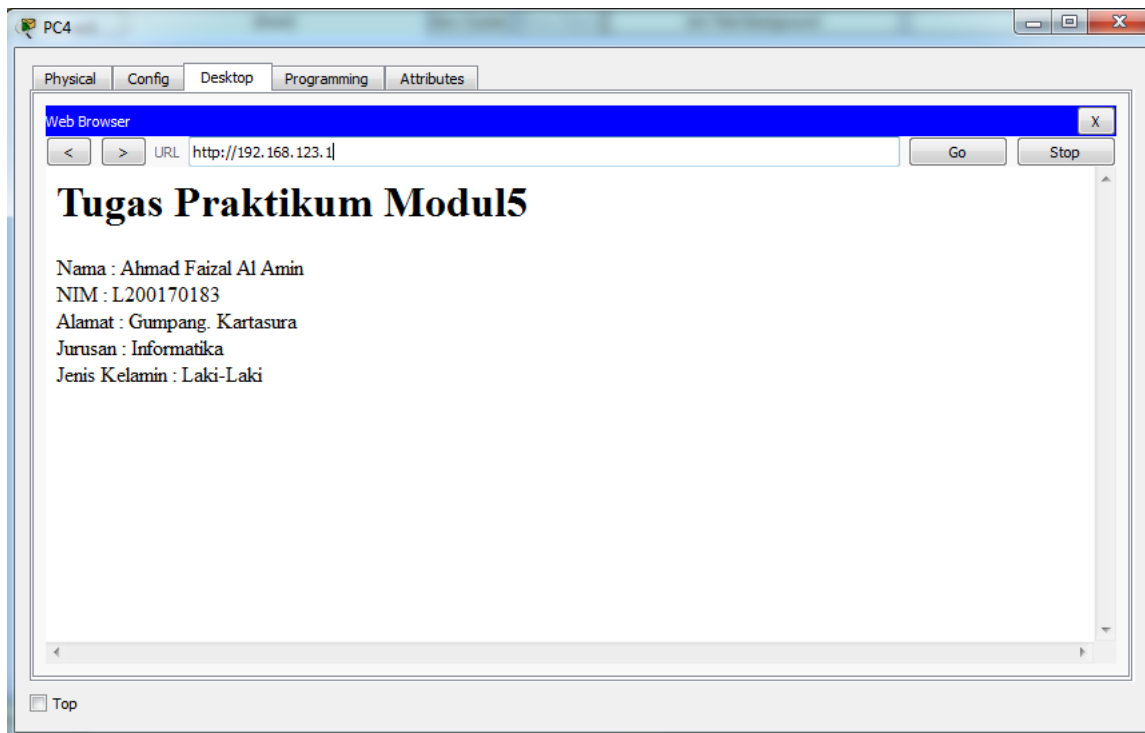 PC4
Physical Config Desktop Programming Attributes
Web Browser X
< > URL http://192.168.123.1 Go Stop
Tugas Praktikum Modul5
Nama : Ahmad Faizal Al Amin
NIM : L200170183
Alamat : Gumpang. Kartasura
Jurusan : Informatika
Jenis Kelamin : Laki-Laki
Top